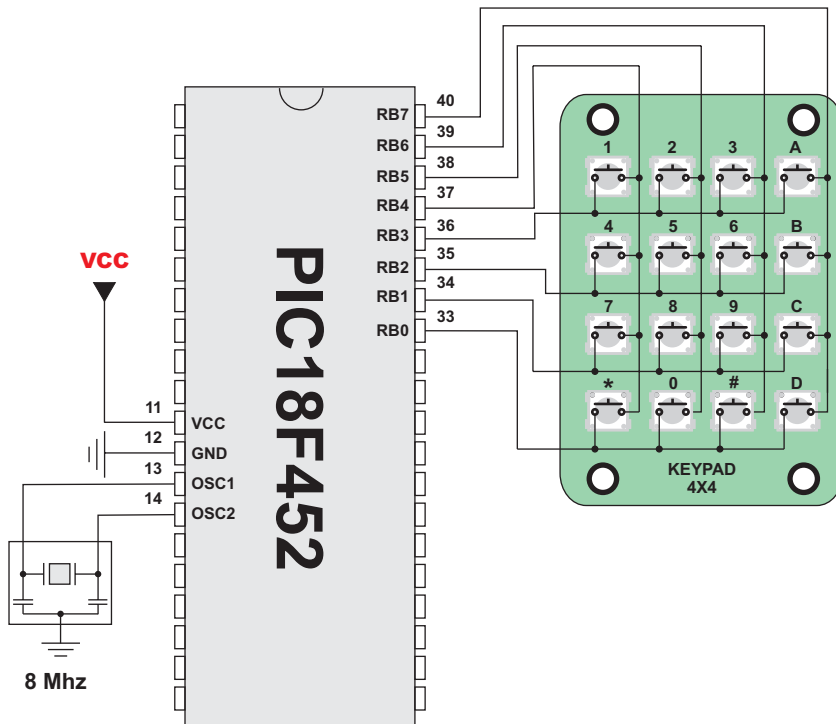 40
RB7
39
RB6
38
RB5
37
RB4
36
RB3
35
RB2
34
RB1
33
RB0
VCC
11
VCC
12
GND
13
OSC1
14
OSC2
8 Mhz
PIC18F452
1 2 3 A
4 5 6 B
7 8 9 C
* 0 # D
KEYPAD
4X4